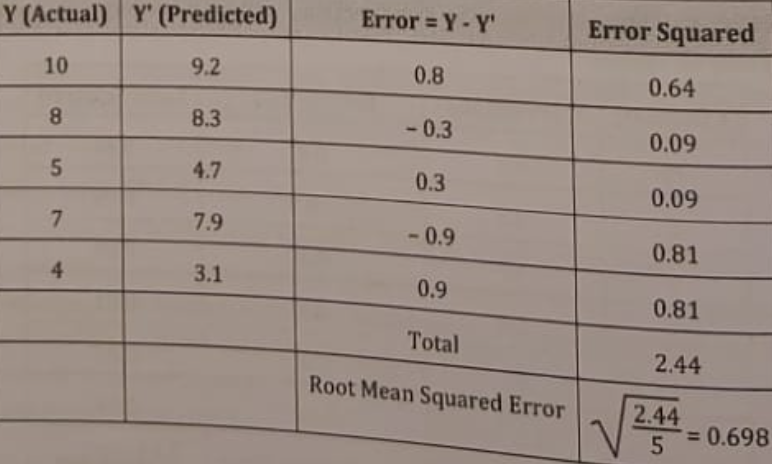 Y (Actual) Y' (Predicted) Error = Y - Y' Error Squared
10 9.2 0.8 0.64
8 8.3 - 0.3 0.09
5 4.7 0.3 0.09
7 7.9 - 0.9 0.81
4 3.1 0.9 0.81
Total 2.44
Root Mean Squared Error √(2.44/5) = 0.698